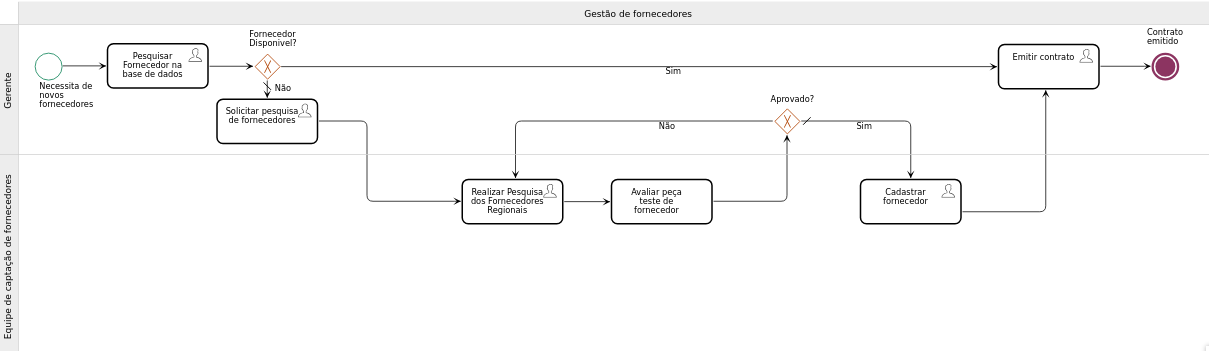 Gestão de fornecedores
Gerente
Necessita de
novos
fornecedores
Pesquisar
Fornecedor na
base de dados
Fornecedor
Disponivel?
Sim
Não
Solicitar pesquisa
de fornecedores
Emitir contrato
Contrato
emitido
Aprovado?
Não
Sim
Equipe de captação de fornecedores
Realizar Pesquisa
dos Fornecedores
Regionais
Avaliar peça
teste de
fornecedor
Cadastrar
fornecedor